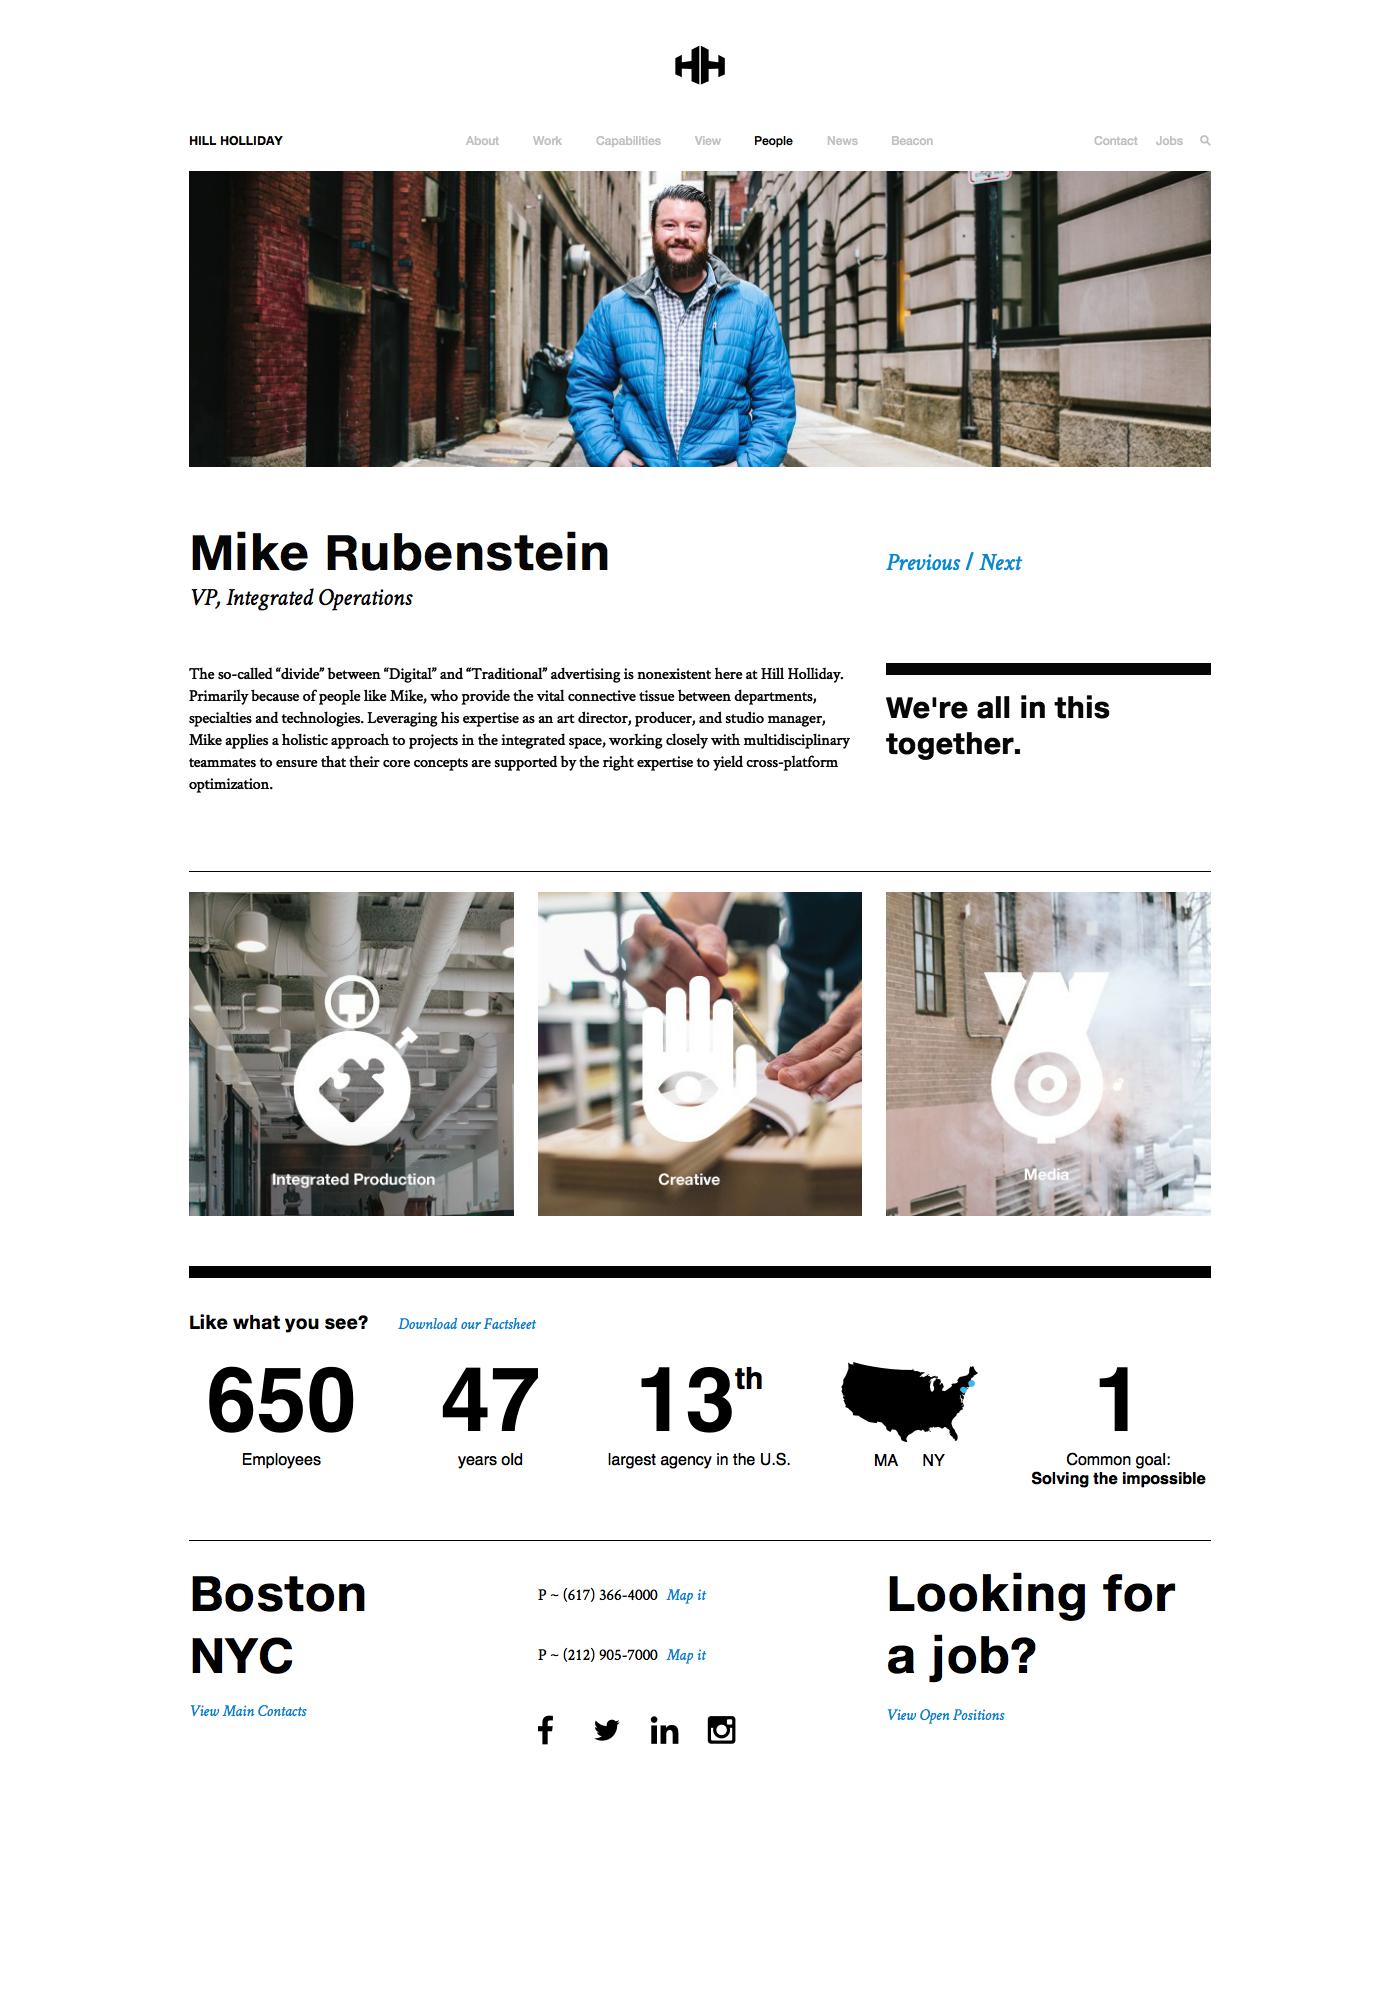 HILL HOLLIDAY
About Work Capabilities View People News Beacon
Contact Jobs
Mike Rubenstein
VP, Integrated Operations
Previous / Next
The so-called “divide” between “Digital” and “Traditional” advertising is nonexistent here at Hill Holliday.
Primarily because of people like Mike, who provide the vital connective tissue between departments,
specialties and technologies. Leveraging his expertise as an art director, producer, and studio manager,
Mike applies a holistic approach to projects in the integrated space, working closely with multidisciplinary
teammates to ensure that their core concepts are supported by the right expertise to yield cross-platform
optimization.
We're all in this
together.
Integrated Production
Creative
Media
Like what you see? Download our Factsheet
650
Employees
47
years old
13th
largest agency in the U.S.
MA NY
1
Common goal:
Solving the impossible
Boston
NYC
View Main Contacts
P ~ (617) 366-4000 Map it
P ~ (212) 905-7000 Map it
Looking for
a job?
View Open Positions